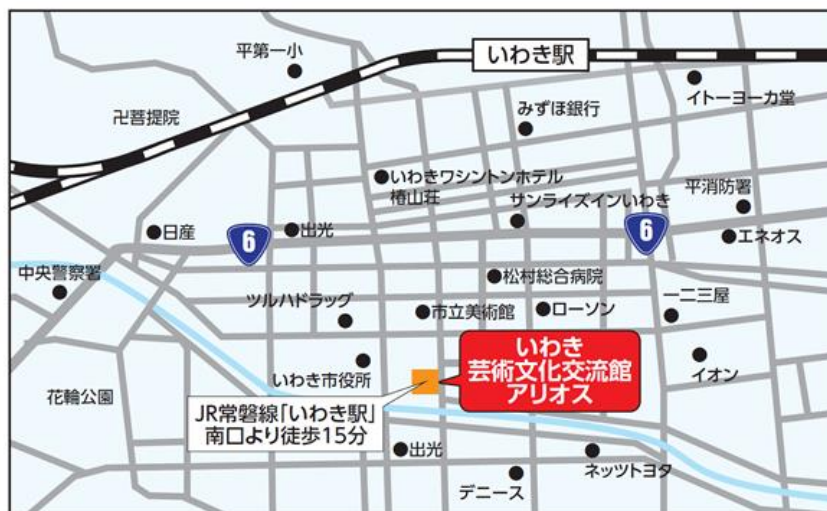 いわき駅
平第一小
イトーヨーカ堂
みずほ銀行
卍菩提院
いわきワシントンホテル
椿山荘
サンライズインいわき
平消防署
日産
6
出光
6
エネオス
中央警察署
松村総合病院
ツルハドラッグ
市立美術館
ローソン
一二三屋
いわき
芸術文化交流館
アリオス
いわき市役所
イオン
花輪公園
JR常磐線「いわき駅」
南口より徒歩15分
出光
ネッツトヨタ
デニーズ